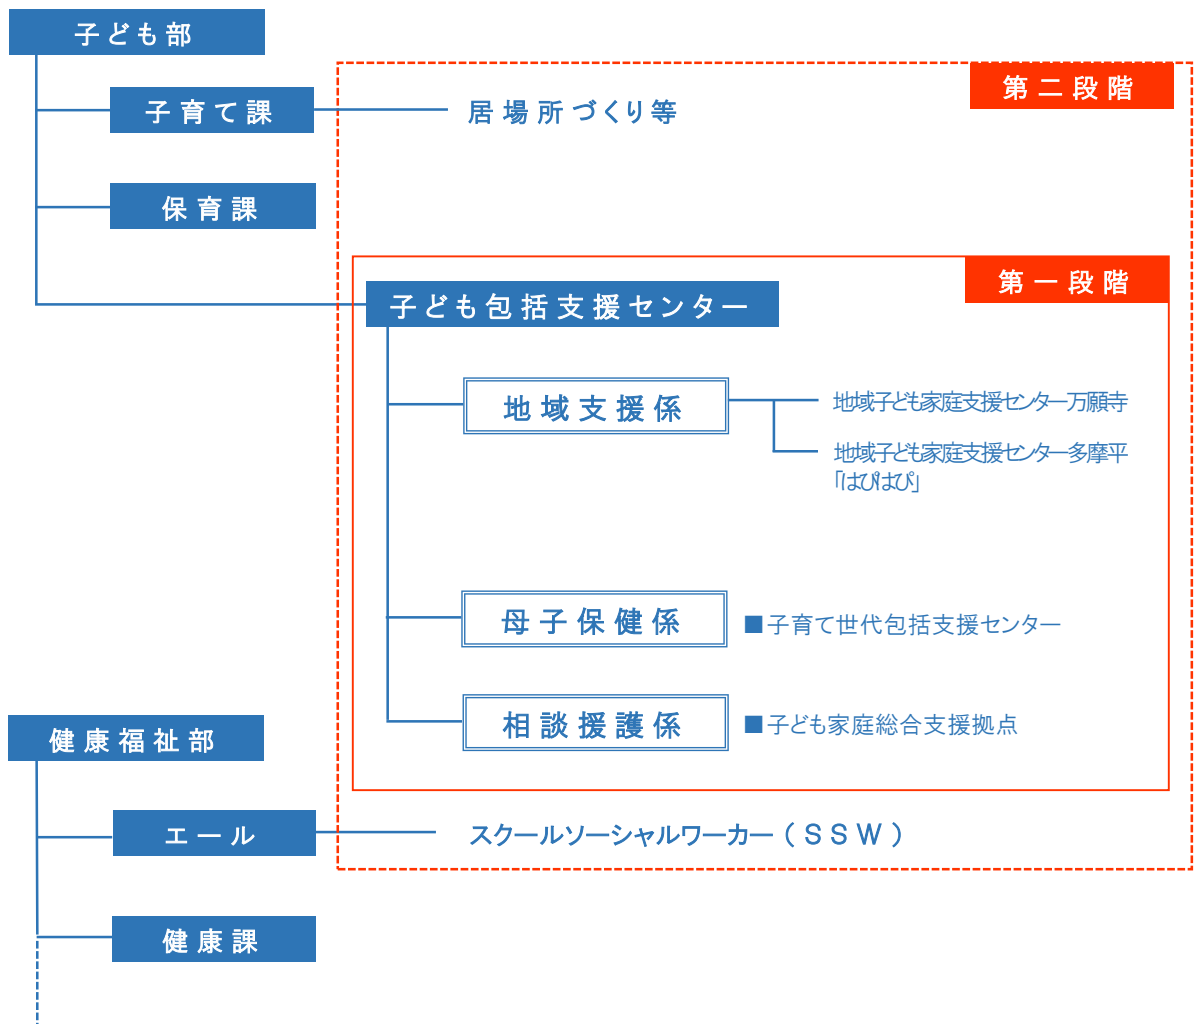 子ども部
第二段階
子育て課
居場所づくり等
保育課
第一段階
子ども包括支援センター
地域支援係
地域子ども家庭支援センター万願寺
地域子ども家庭支援センター多摩平
「はぴはぴ」
母子保健係
■子育て世代包括支援センター
相談援護係
■子ども家庭総合支援拠点
健康福祉部
エール
スクールソーシャルワーカー（ＳＳＷ）
健康課